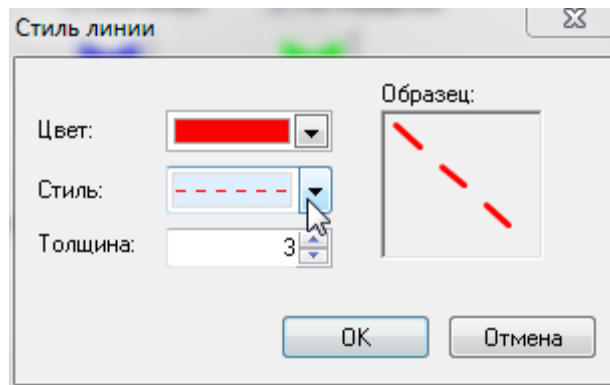 Стиль линии
Образец:
Цвет:
Стиль:
Толщина:
3
OK
Отмена